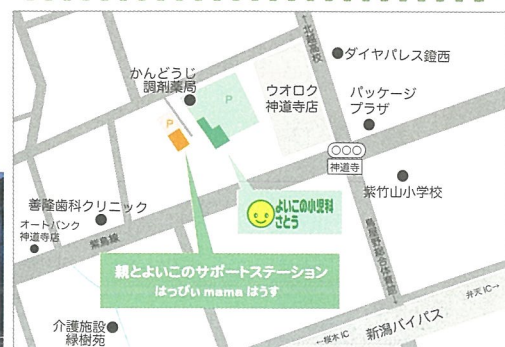 ↑北越高校
ダイヤパレス鐙西
かんどうじ
調剤薬局
P
ウオロク
神道寺店
パッケージ
プラザ
P
神道寺
紫竹山小学校
よいこの小児科
さとう
善隆歯科クリニック
オートバンク
神道寺店
紫鳥線
鳥屋野総合体育館↓
親とよいこのサポートステーション
はっぴぃmamaはうす
弁天IC→
介護施設
緑樹苑
←桜木IC
新潟バイパス